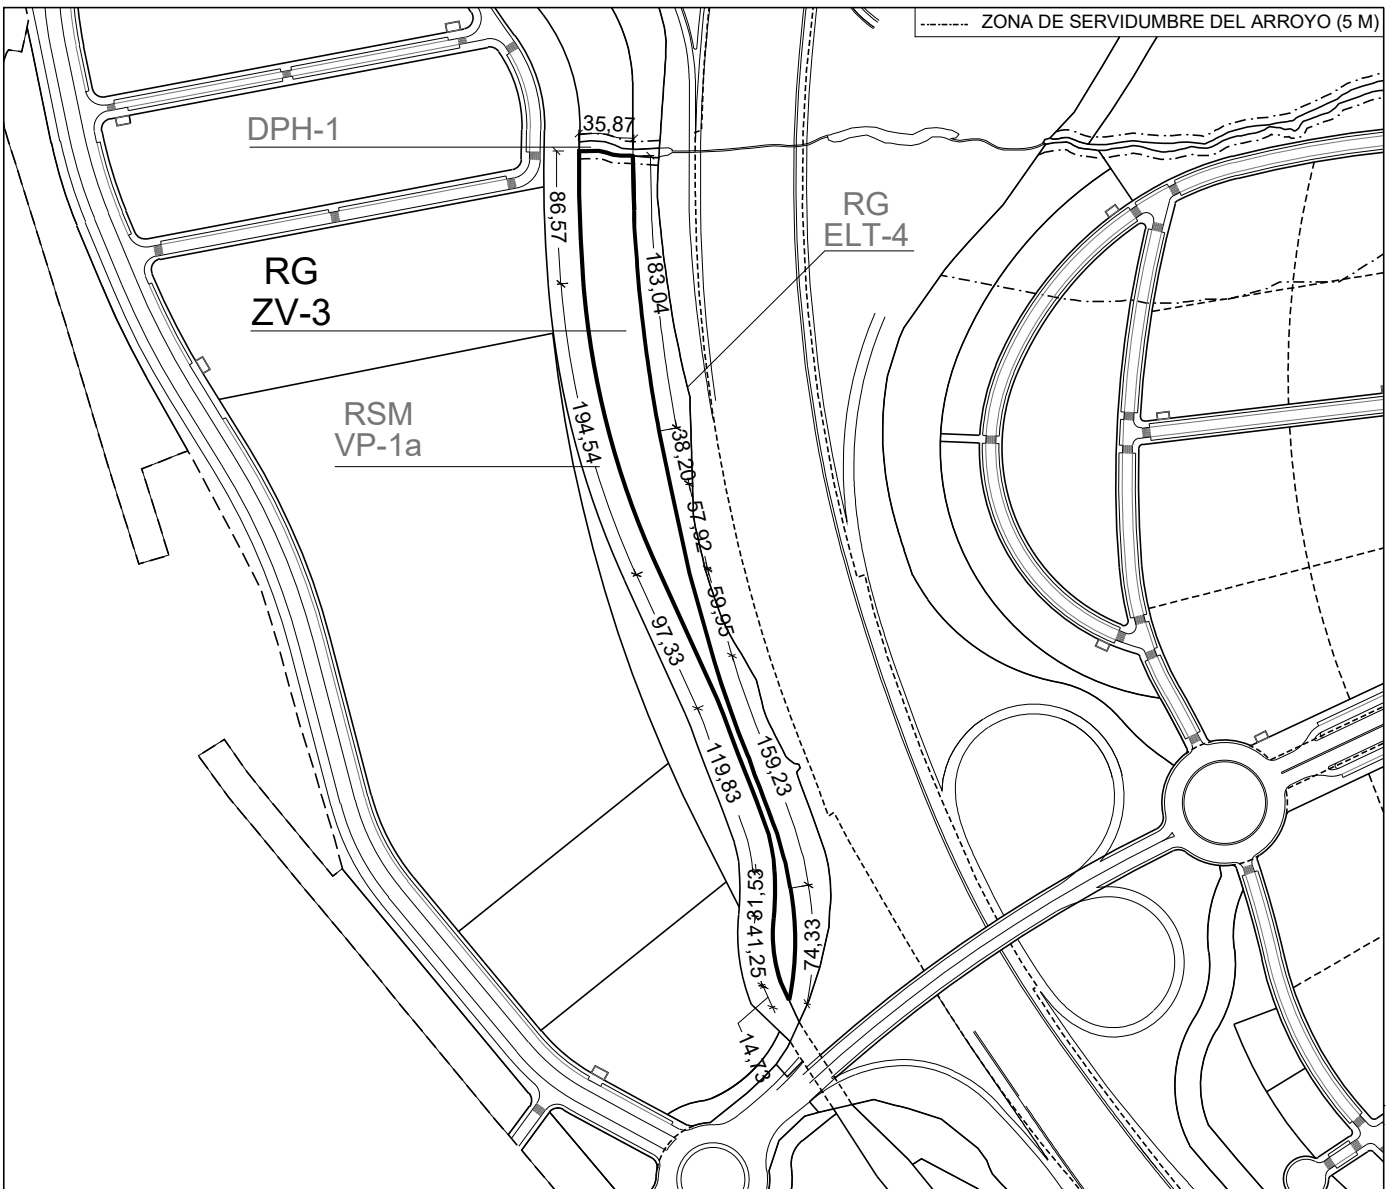 ZONA DE SERVIDUMBRE DEL ARROYO (5 M)
35,87
DPH-1
86,57
RG
ELT-4
183,04
RG
ZV-3
RSM
VP-1a
194,54
38,20
57,92
59,95
97,33
119,83
159,23
31,53
41,25
74,33
14,73